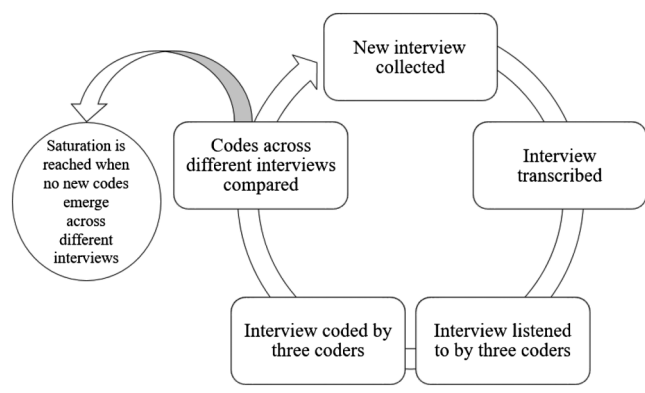 New interview
collected
Interview
transcribed
Interview listened
to by three coders
Interview coded by
three coders
Codes across
different interviews
compared
Saturation is
reached when
no new codes
emerge
across
different
interviews